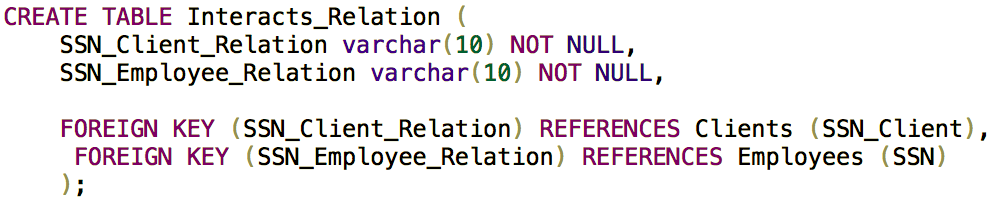 CREATE TABLE Interacts_Relation (
    SSN_Client_Relation varchar(10) NOT NULL,
    SSN_Employee_Relation varchar(10) NOT NULL,

    FOREIGN KEY (SSN_Client_Relation) REFERENCES Clients (SSN_Client),
     FOREIGN KEY (SSN_Employee_Relation) REFERENCES Employees (SSN)
    );